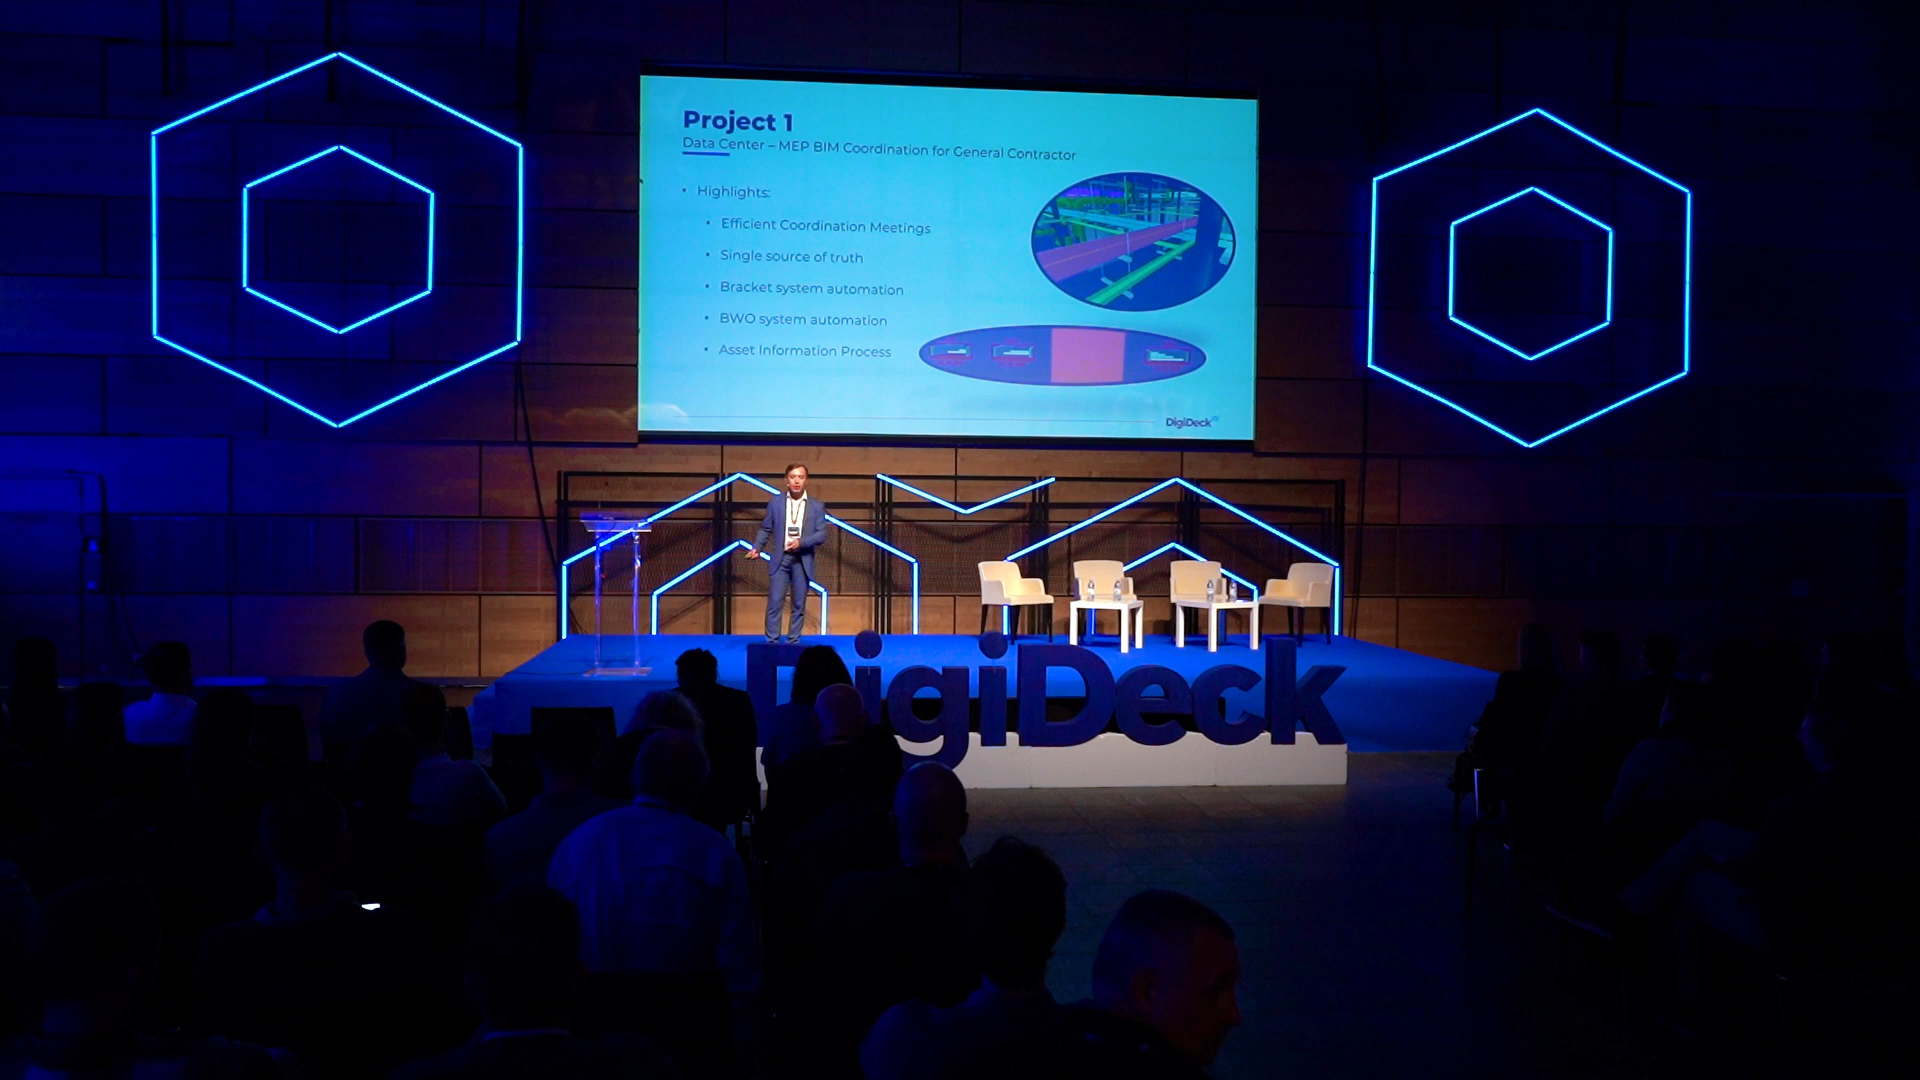 Project 1
Data Center – MEP BIM Coordination for General Contractor
• Highlights:
• Efficient Coordination Meetings
• Single source of truth
• Bracket system automation
• BWO system automation
• Asset Information Process
DigiDeck
DigiDeck